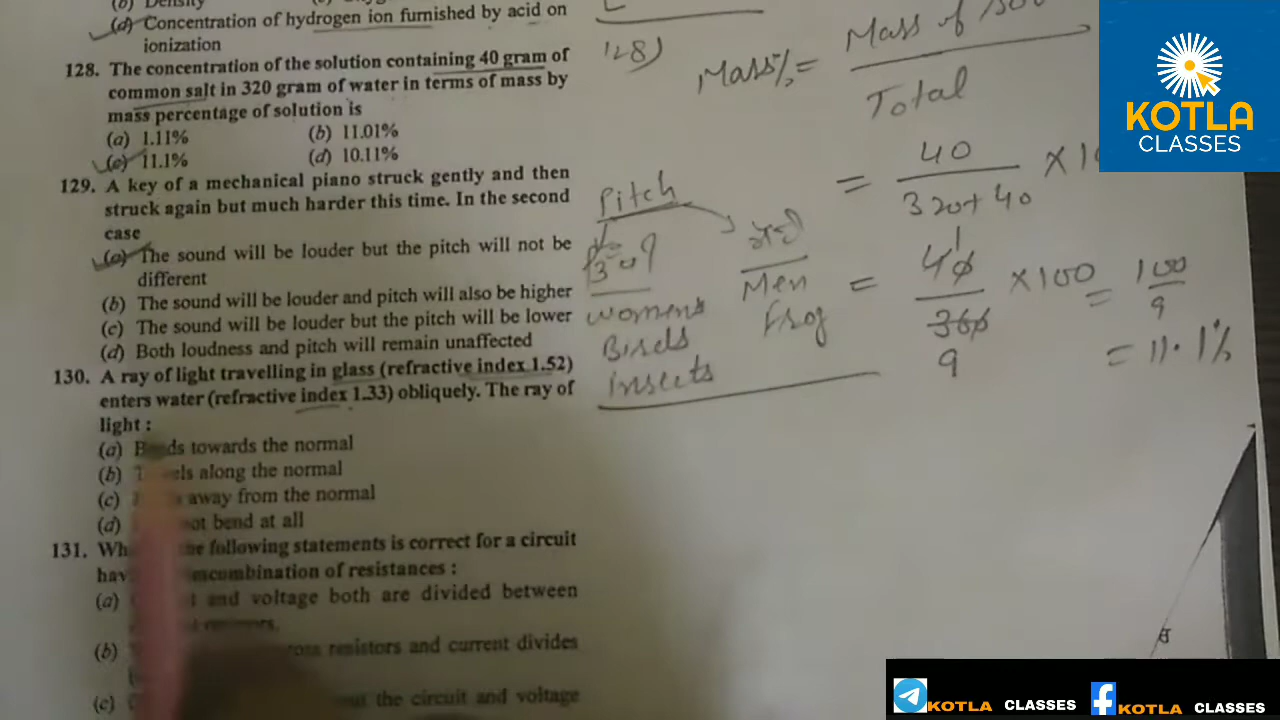 (b) Density
(d) Concentration of hydrogen ion furnished by acid on
ionization
128. The concentration of the solution containing 40 gram of
common salt in 320 gram of water in terms of mass by
mass percentage of solution is
(a) 1.11% (b) 11.01%
(c) 11.1% (d) 10.11%
129. A key of a mechanical piano struck gently and then
struck again but much harder this time. In the second
case
(a) The sound will be louder but the pitch will not be
different
(b) The sound will be louder and pitch will also be higher
(c) The sound will be louder but the pitch will be lower
(d) Both loudness and pitch will remain unaffected
130. A ray of light travelling in glass (refractive index 1.52)
enters water (refractive index 1.33) obliquely. The ray of
light :
(a) Bends towards the normal
(b) along the normal
(c) away from the normal
(d) not bend at all
131. following statements is correct for a circuit
combination of resistances :
(a) and voltage both are divided between
(b) resistors and current divides
(c) the circuit and voltage
128)
Mass% = Mass of
Total
= 40 ×
320+40
= 40 ×100 = 100
360 9
9
= 11.1%
Pitch
womens
Birds
insects
Men
Frog
KOTLA
CLASSES
KOTLA CLASSES
KOTLA CLASSES